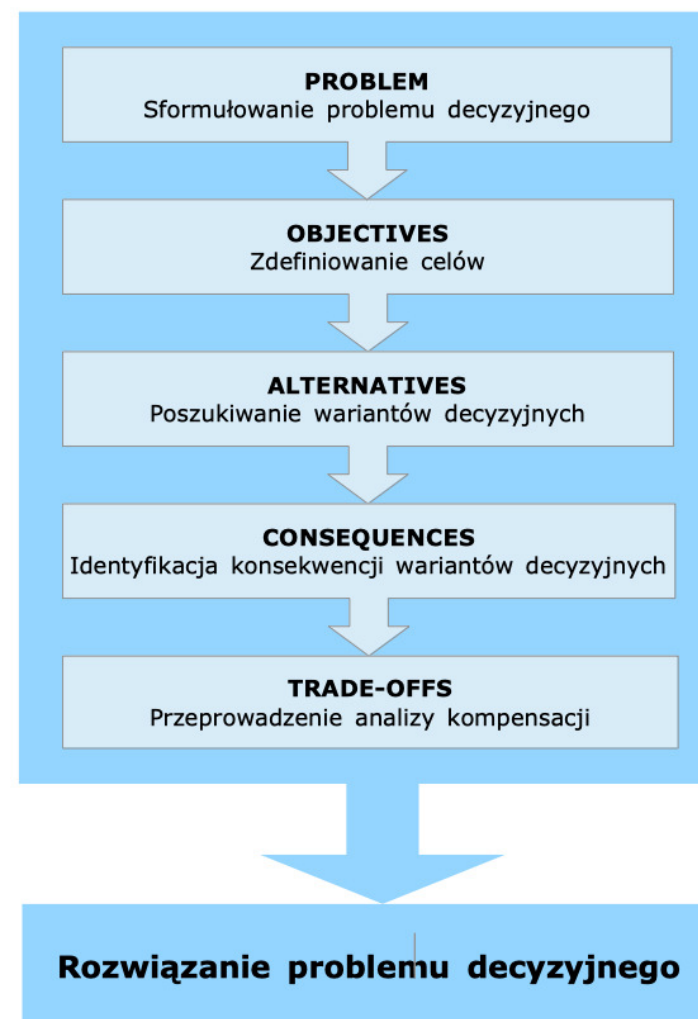 PROBLEM
Sformułowanie problemu decyzyjnego
OBJECTIVES
Zdefiniowanie celów
ALTERNATIVES
Poszukiwanie wariantów decyzyjnych
CONSEQUENCES
Identyfikacja konsekwencji wariantów decyzyjnych
TRADE-OFFS
Przeprowadzenie analizy kompensacji
Rozwiązanie problemu decyzyjnego